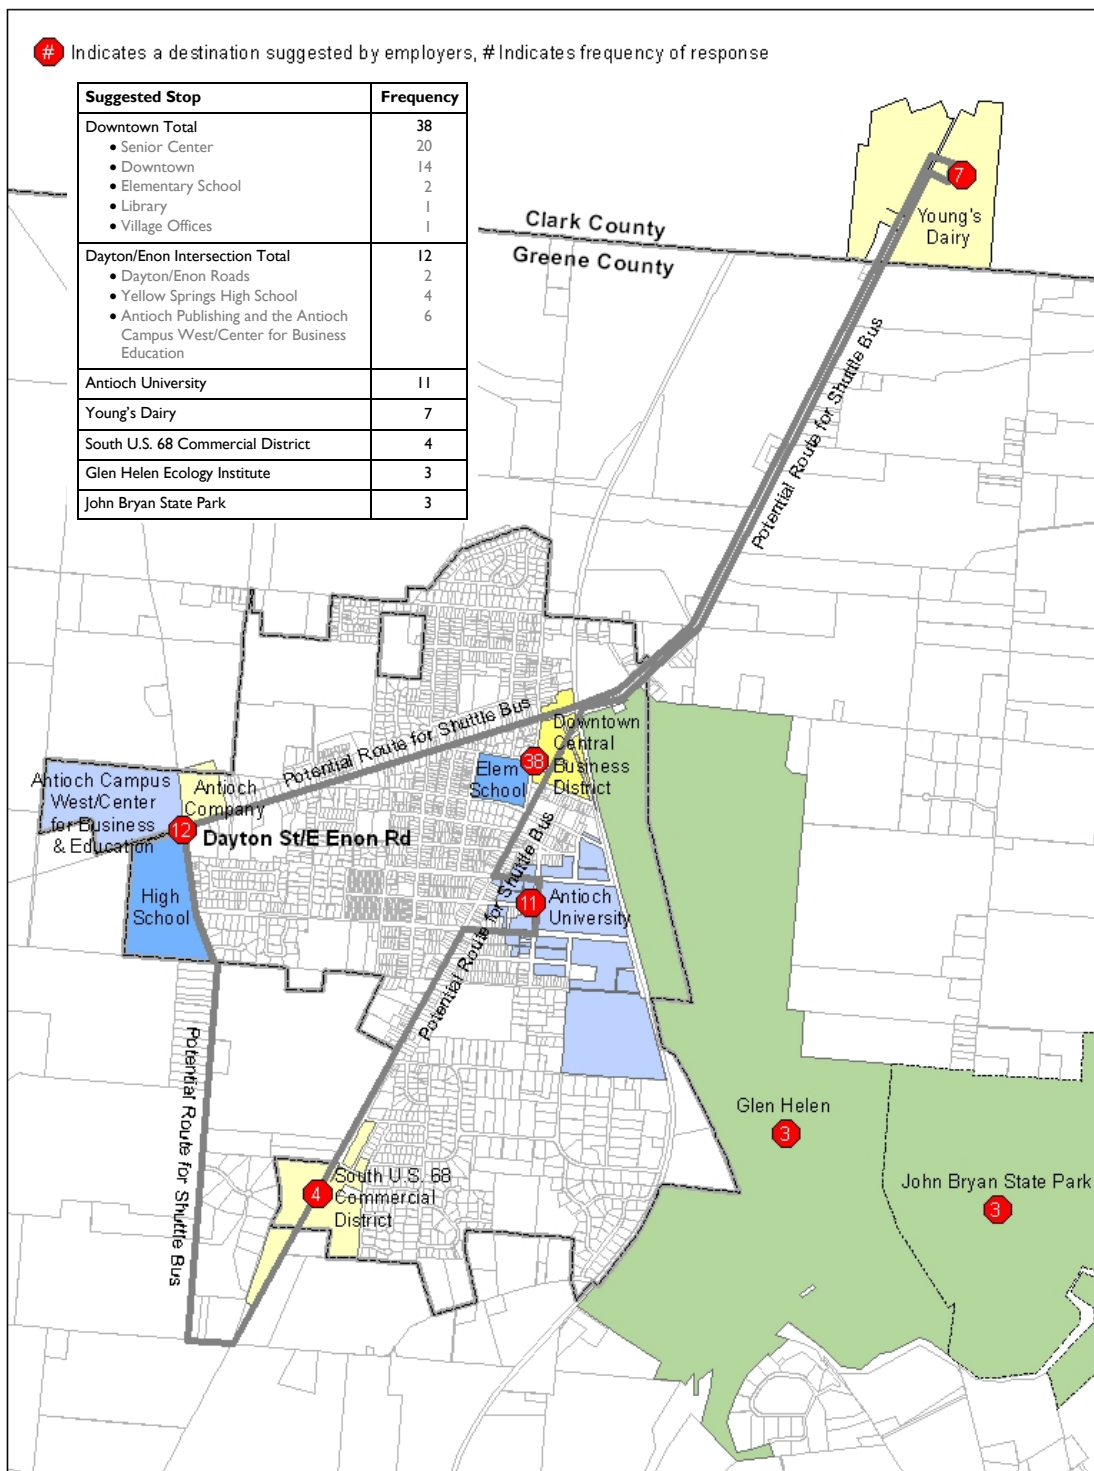 # Indicates a destination suggested by employers, # Indicates frequency of response
Suggested Stop Frequency
Downtown Total 38
• Senior Center 20
• Downtown 14
• Elementary School 2
• Library 1
• Village Offices 1
Dayton/Enon Intersection Total 12
• Dayton/Enon Roads 2
• Yellow Springs High School 4
• Antioch Publishing and the Antioch 6
Campus West/Center for Business
Education
Antioch University 11
Young's Dairy 7
South U.S. 68 Commercial District 4
Glen Helen Ecology Institute 3
John Bryan State Park 3
7
Young's
Dairy
Clark County
Greene County
Potential Route for Shuttle Bus
Potential Route for Shuttle Bus
Downtown
Central
Business
District
38
Elem
School
Antioch Campus
West/Center
for Business
& Education
Antioch
Company
12
Dayton St/E Enon Rd
High
School
Potential Route for Shuttle Bus
11
Antioch
University
Potential Route for Shuttle Bus
Glen Helen
3
John Bryan State Park
3
South U.S. 68
Commercial
District
4